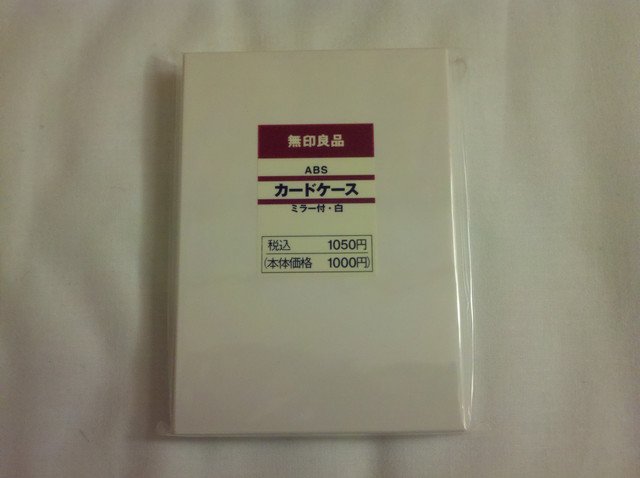 無印良品
ABS
カードケース
ミラー付・白
税込 1050円
(本体価格 1000円)